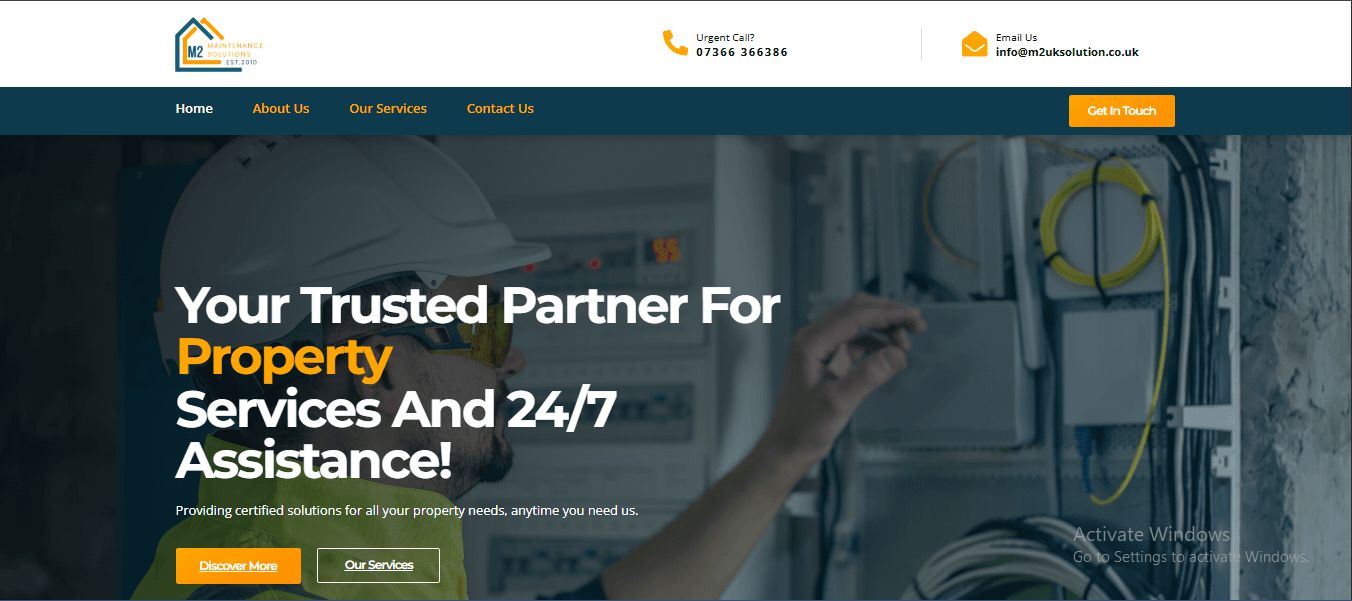 M2
MAINTENANCE
SOLUTIONS
EST.2010
Urgent Call?
07366 366386
Email Us
info@m2uksolution.co.uk
Home
About Us
Our Services
Contact Us
Get In Touch
Your Trusted Partner For
Property
Services And 24/7
Assistance!
Providing certified solutions for all your property needs, anytime you need us.
Discover More
Our Services
Activate Windows
Go to Settings to activate Windows.